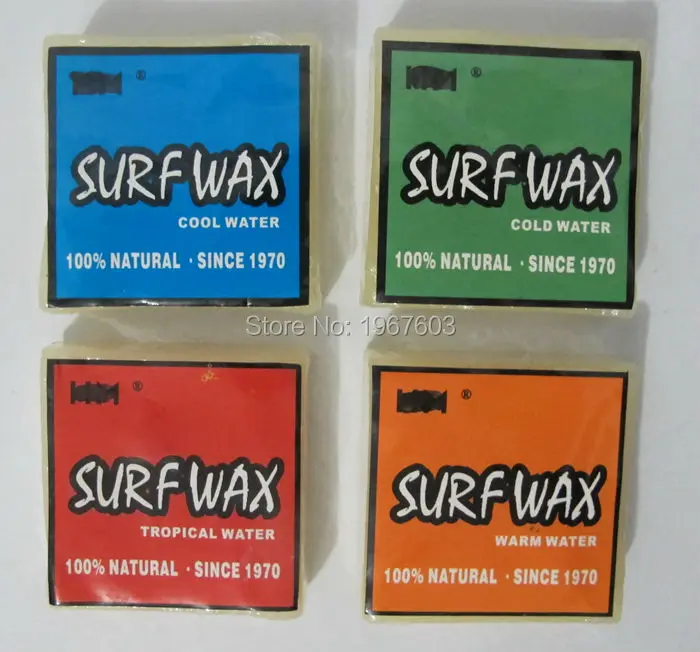 ®
SURF WAX
COOL WATER
100% NATURAL · SINCE 1970
®
SURF WAX
COLD WATER
100% NATURAL · SINCE 1970
Store No: 1967603
®
SURF WAX
TROPICAL WATER
100% NATURAL · SINCE 1970
®
SURF WAX
WARM WATER
100% NATURAL · SINCE 1970